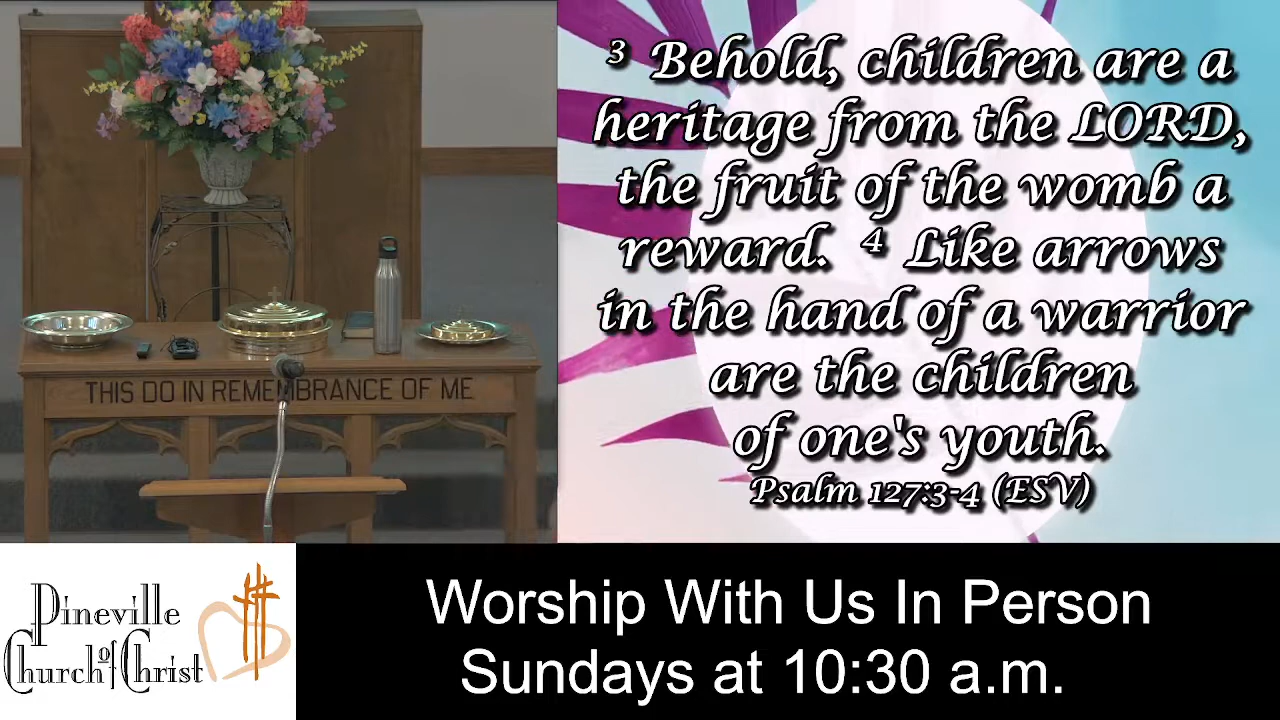 THIS DO IN REMEMBRANCE OF ME
³ Behold, children are a
heritage from the LORD,
the fruit of the womb a
reward. ⁴ Like arrows
in the hand of a warrior
are the children
of one's youth.
Psalm 127:3-4 (ESV)
Pineville
Church of Christ
Worship With Us In Person
Sundays at 10:30 a.m.